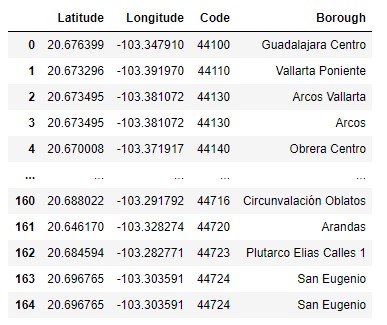 Latitude Longitude Code Borough
0 20.676399 -103.347910 44100 Guadalajara Centro
1 20.673296 -103.391970 44110 Vallarta Poniente
2 20.673495 -103.381072 44130 Arcos Vallarta
3 20.673495 -103.381072 44130 Arcos
4 20.670008 -103.371917 44140 Obrera Centro
... ... ... ... ...
160 20.688022 -103.291792 44716 Circunvalación Oblatos
161 20.646170 -103.328274 44720 Arandas
162 20.684594 -103.282771 44723 Plutarco Elias Calles 1
163 20.696765 -103.303591 44724 San Eugenio
164 20.696765 -103.303591 44724 San Eugenio